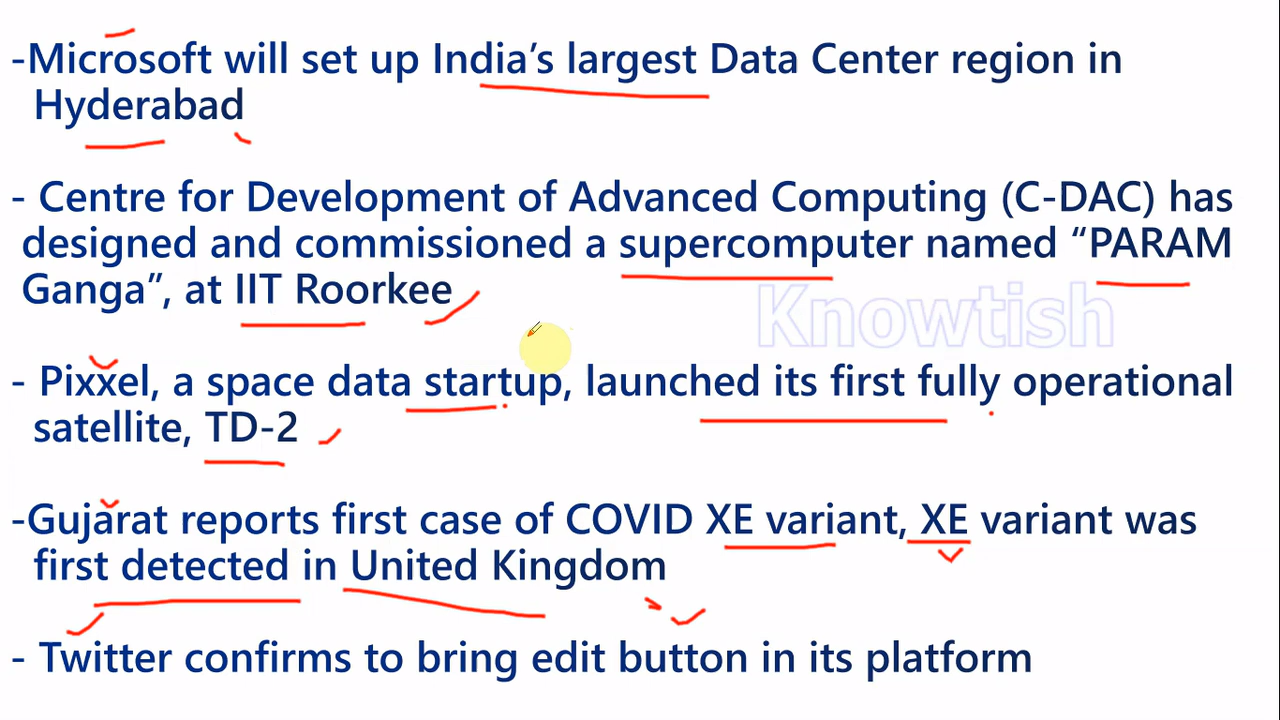 -Microsoft will set up India’s largest Data Center region in
Hyderabad
- Centre for Development of Advanced Computing (C-DAC) has
designed and commissioned a supercomputer named “PARAM
Ganga”, at IIT Roorkee
Knowtish
- Pixxel, a space data startup, launched its first fully operational
satellite, TD-2
-Gujarat reports first case of COVID XE variant, XE variant was
first detected in United Kingdom
- Twitter confirms to bring edit button in its platform